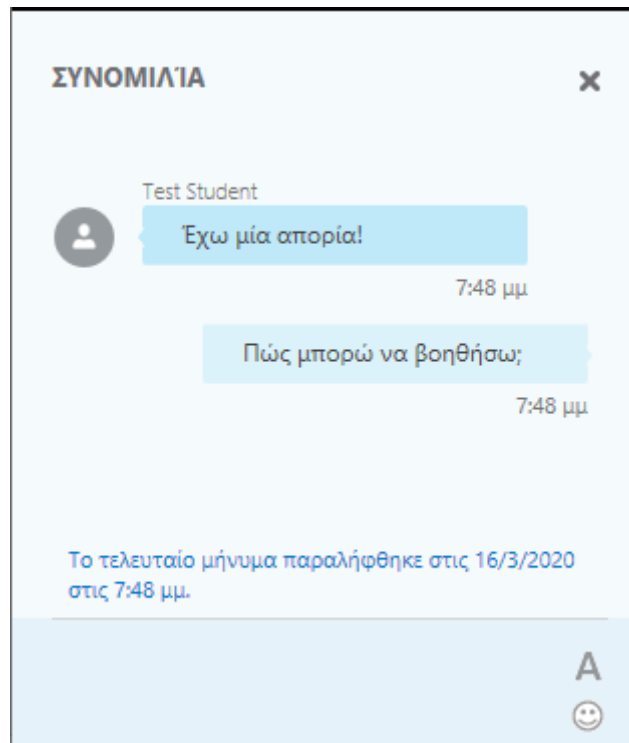 ΣΥΝΟΜΙΛΊΑ
Test Student
Έχω μία απορία!
7:48 μμ
Πώς μπορώ να βοηθήσω;
7:48 μμ
Το τελευταίο μήνυμα παραλήφθηκε στις 16/3/2020
στις 7:48 μμ.
A